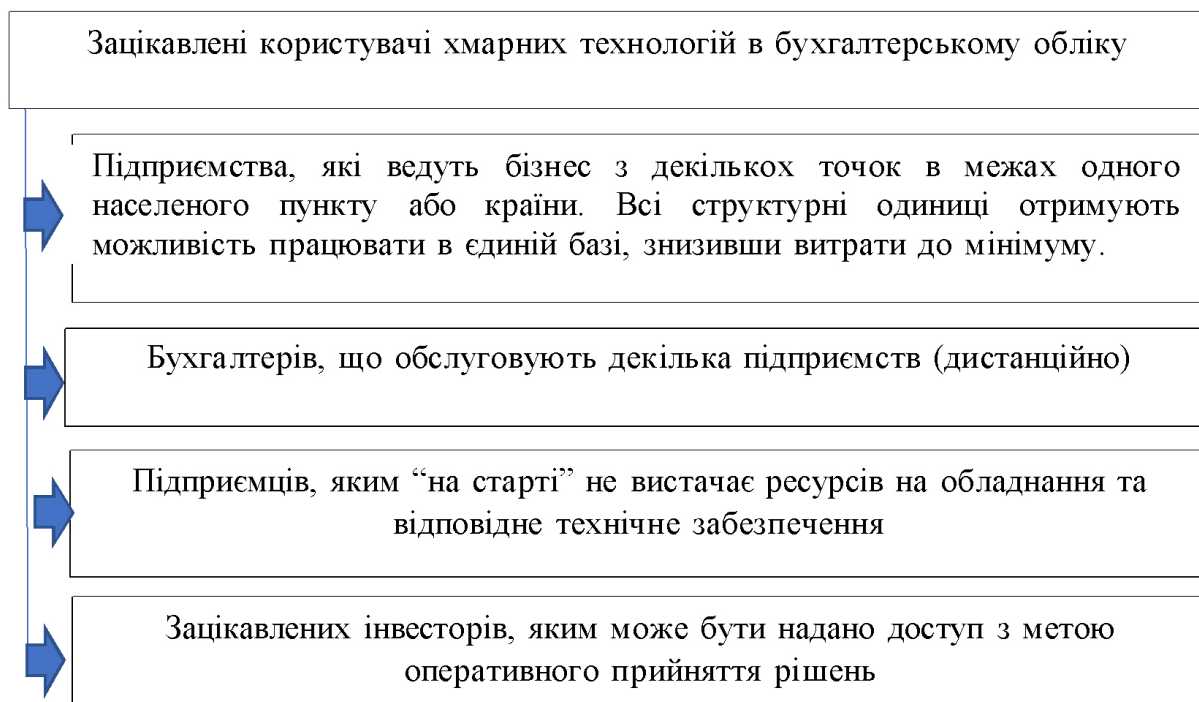 Зацікавлені користувачі хмарних технологій в бухгалтерському обліку
Підприємства, які ведуть бізнес з декількох точок в межах одного
населеного пункту або країни. Всі структурні одиниці отримують
можливість працювати в єдиній базі, знизивши витрати до мінімуму.
Бухгалтерів, що обслуговують декілька підприємств (дистанційно)
Підприємців, яким “на старті” не вистачає ресурсів на обладнання та
відповідне технічне забезпечення
Зацікавлених інвесторів, яким може бути надано доступ з метою
оперативного прийняття рішень